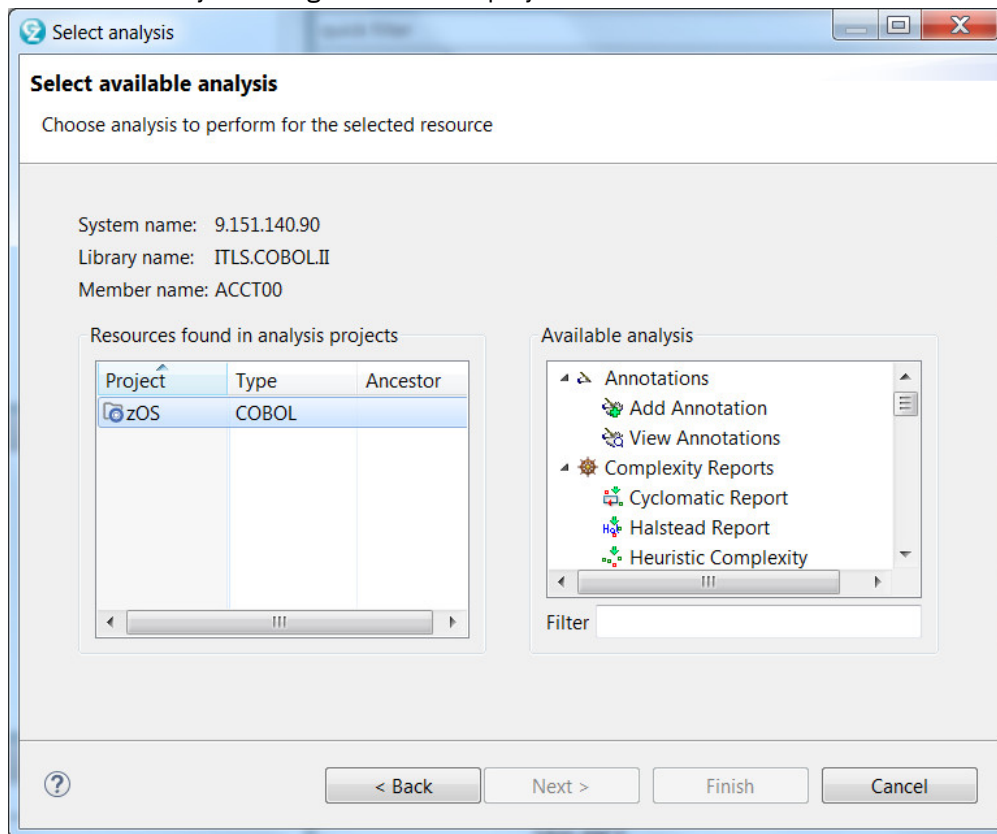 Select analysis
Select available analysis
Choose analysis to perform for the selected resource
System name: 9.151.140.90
Library name: ITLS.COBOL.II
Member name: ACCT00
Resources found in analysis projects
Project Type Ancestor
zOS COBOL
Available analysis
Annotations
Add Annotation
View Annotations
Complexity Reports
Cyclomatic Report
Halstead Report
Heuristic Complexity
Filter
< Back Next > Finish Cancel